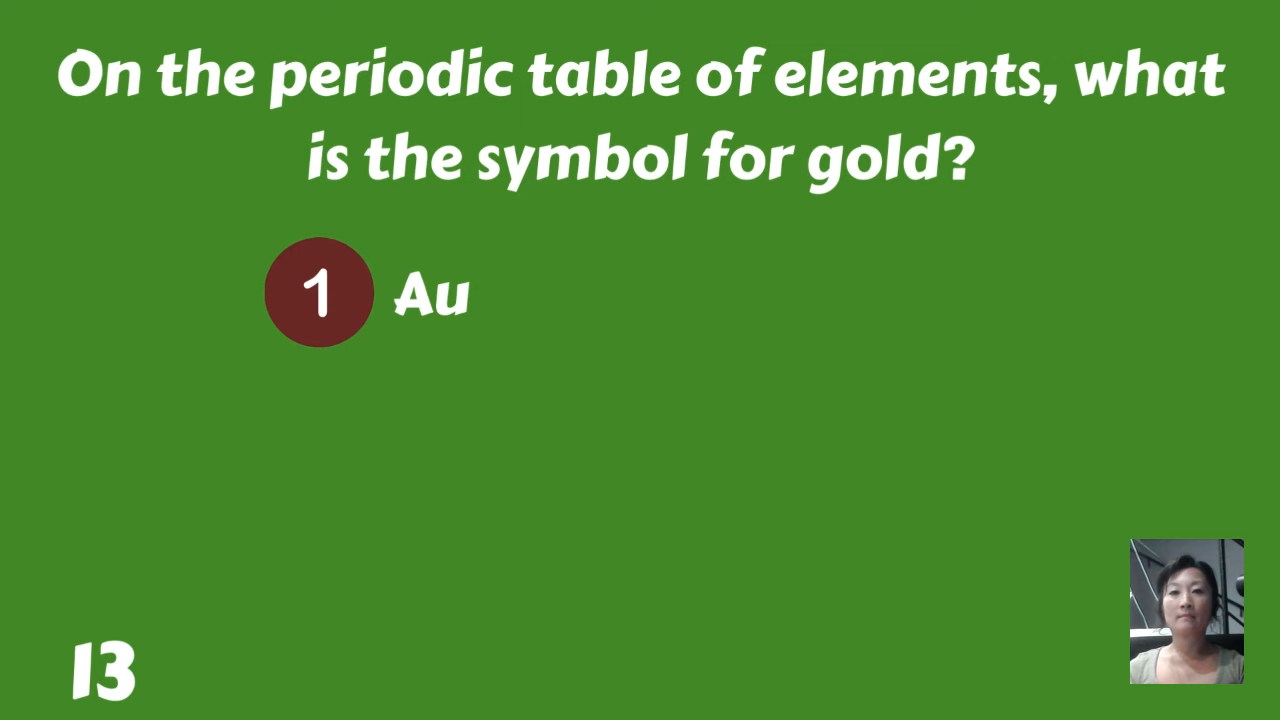 On the periodic table of elements, what
is the symbol for gold?
1 Au
13